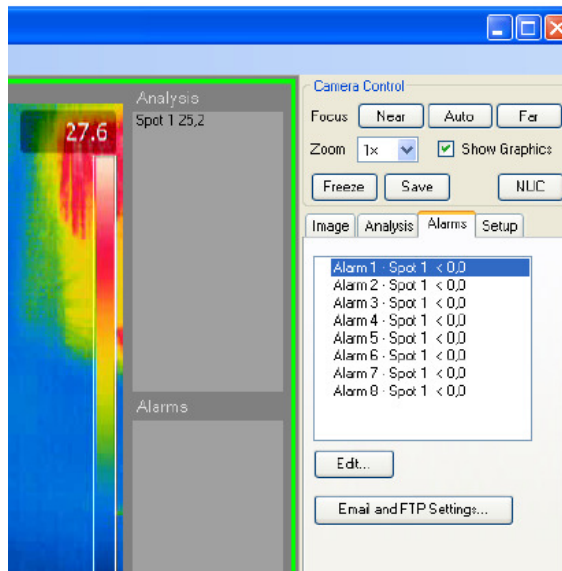 27.6
Analysis
Spot 1 25,2
Alarms
Camera Control
Focus Near Auto Far
Zoom 1x Show Graphics
Freeze Save NUC
Image Analysis Alarms Setup
Alarm 1 - Spot 1 < 0,0
Alarm 2 - Spot 1 < 0,0
Alarm 3 - Spot 1 < 0,0
Alarm 4 - Spot 1 < 0,0
Alarm 5 - Spot 1 < 0,0
Alarm 6 - Spot 1 < 0,0
Alarm 7 - Spot 1 < 0,0
Alarm 8 - Spot 1 < 0,0
Edit...
Email and FTP Settings...